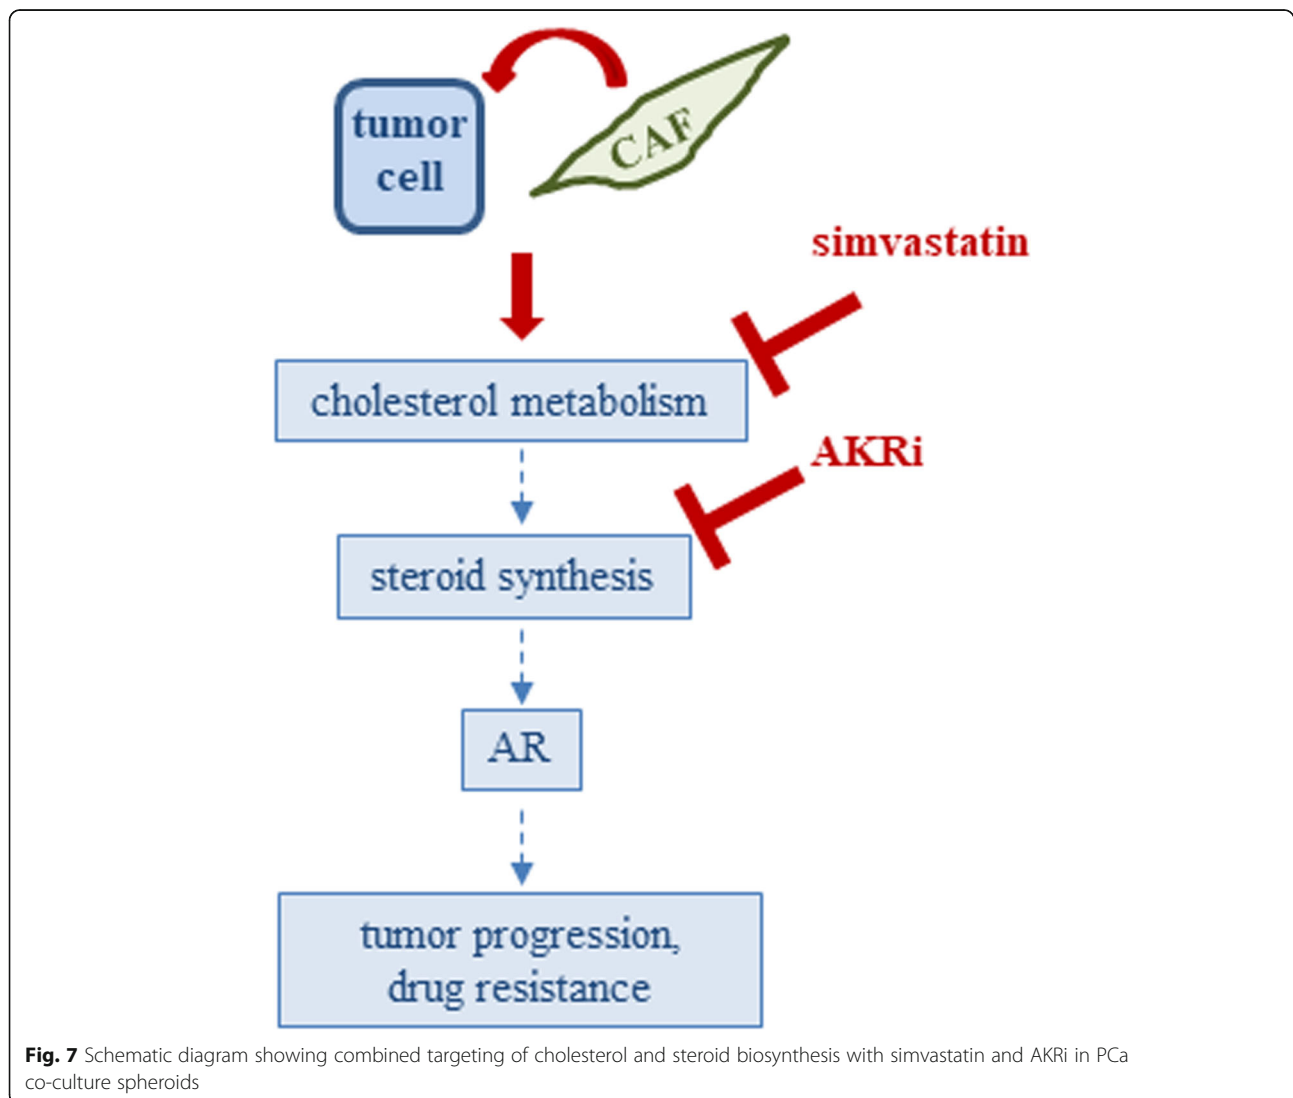 tumor
cell
CAF
simvastatin
cholesterol metabolism
AKRi
steroid synthesis
AR
tumor progression,
drug resistance
Fig. 7 Schematic diagram showing combined targeting of cholesterol and steroid biosynthesis with simvastatin and AKRi in PCa
co-culture spheroids